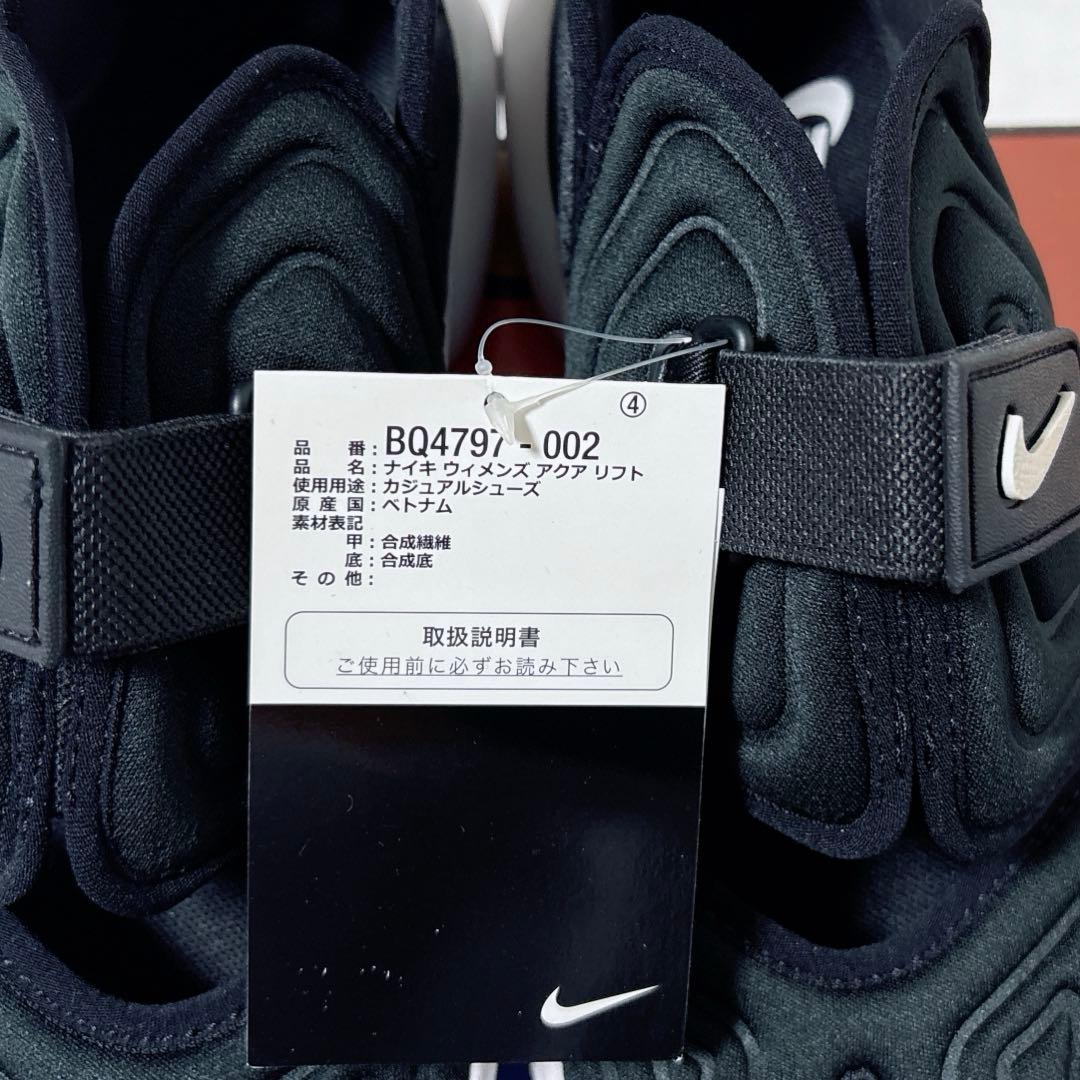 ④
品番：BQ4797 - 002
品名：ナイキ ウィメンズ アクア リフト
使用用途：カジュアルシューズ
原産国：ベトナム
素材表記
甲：合成繊維
底：合成底
その他：
取扱説明書
ご使用前に必ずお読み下さい